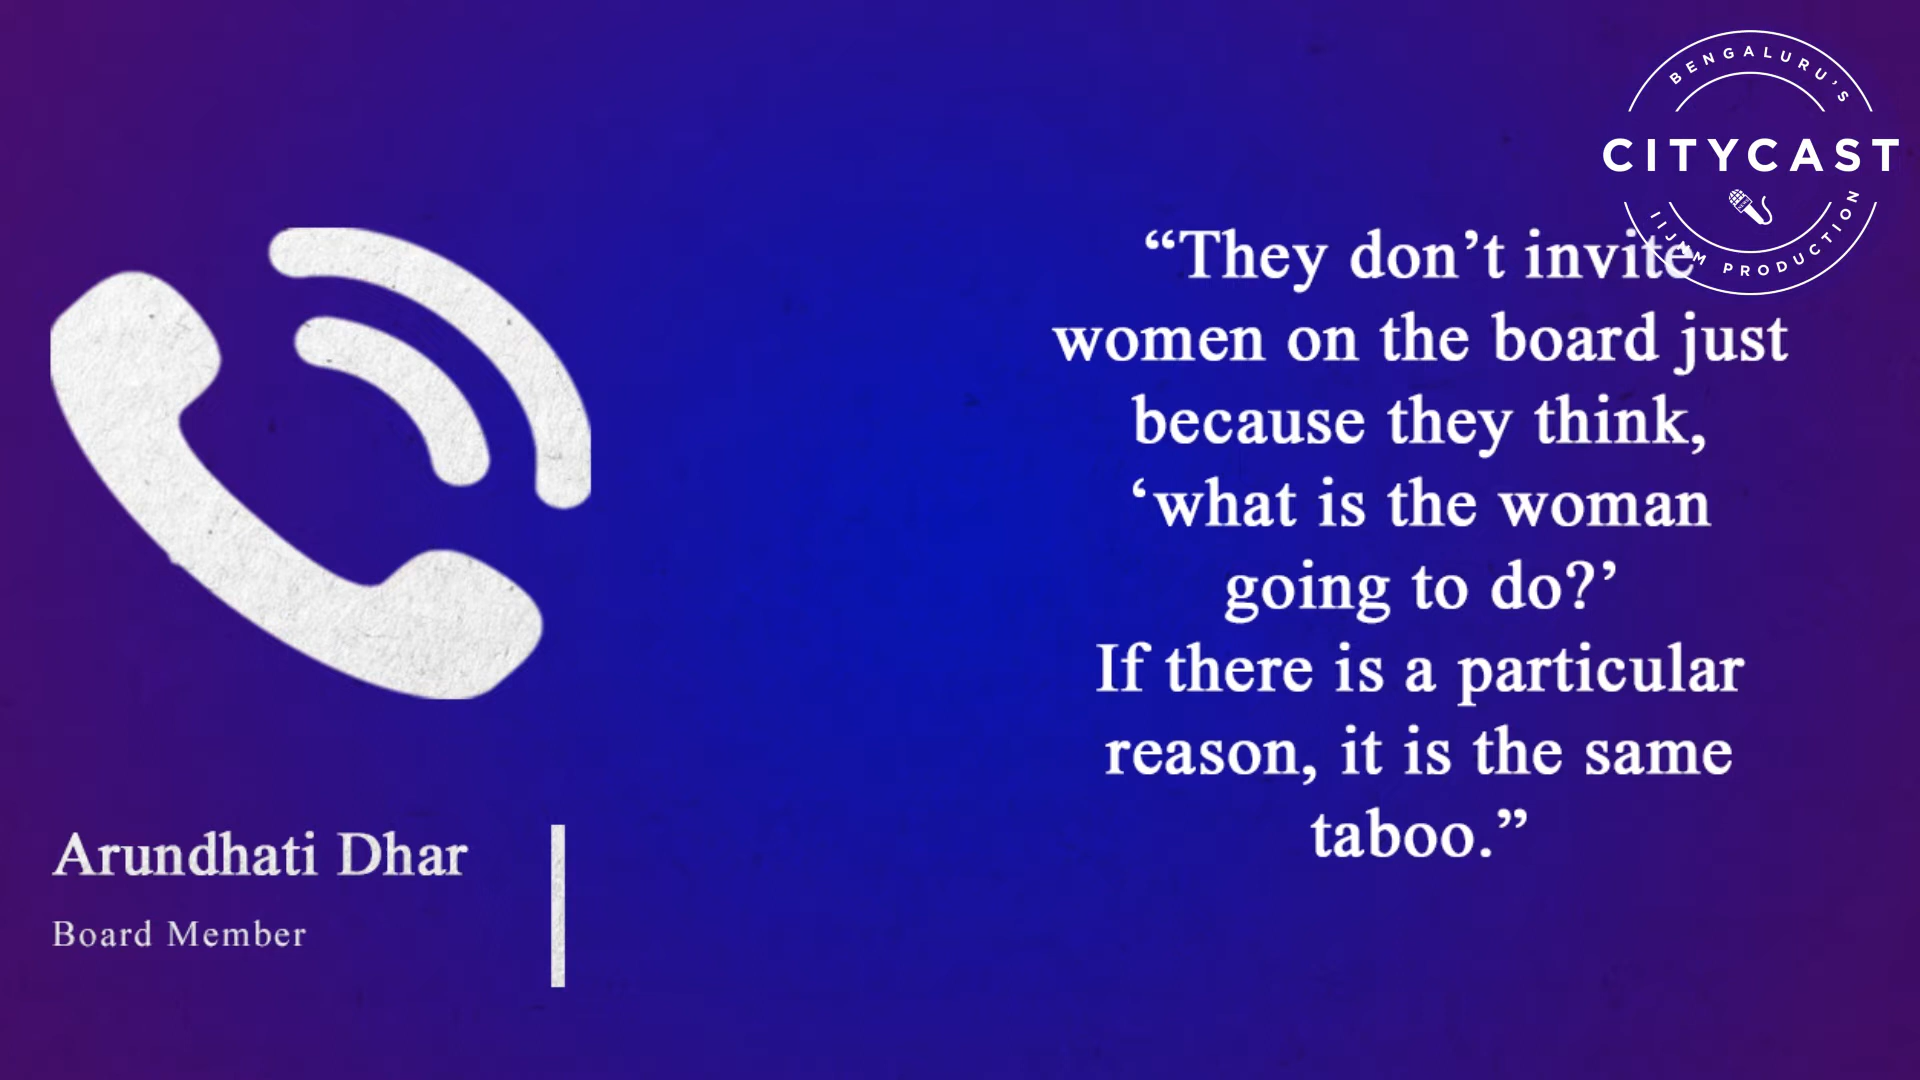 BENGALURU'S
CITYCAST
IIJNM PRODUCTION
“They don’t invite
women on the board just
because they think,
‘what is the woman
going to do?’
If there is a particular
reason, it is the same
taboo.”
Arundhati Dhar
Board Member